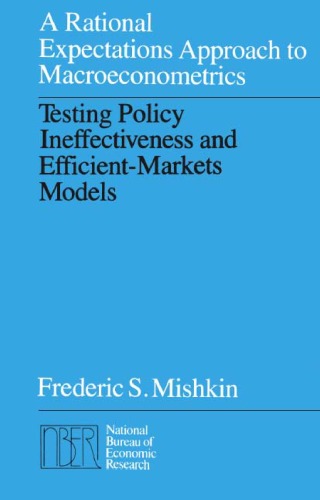 A Rational
Expectations Approach to
Macroeconometrics
Testing Policy
Ineffectiveness and
Efficient-Markets
Models
Frederic S. Mishkin
NBER
National
Bureau of
Economic
Research